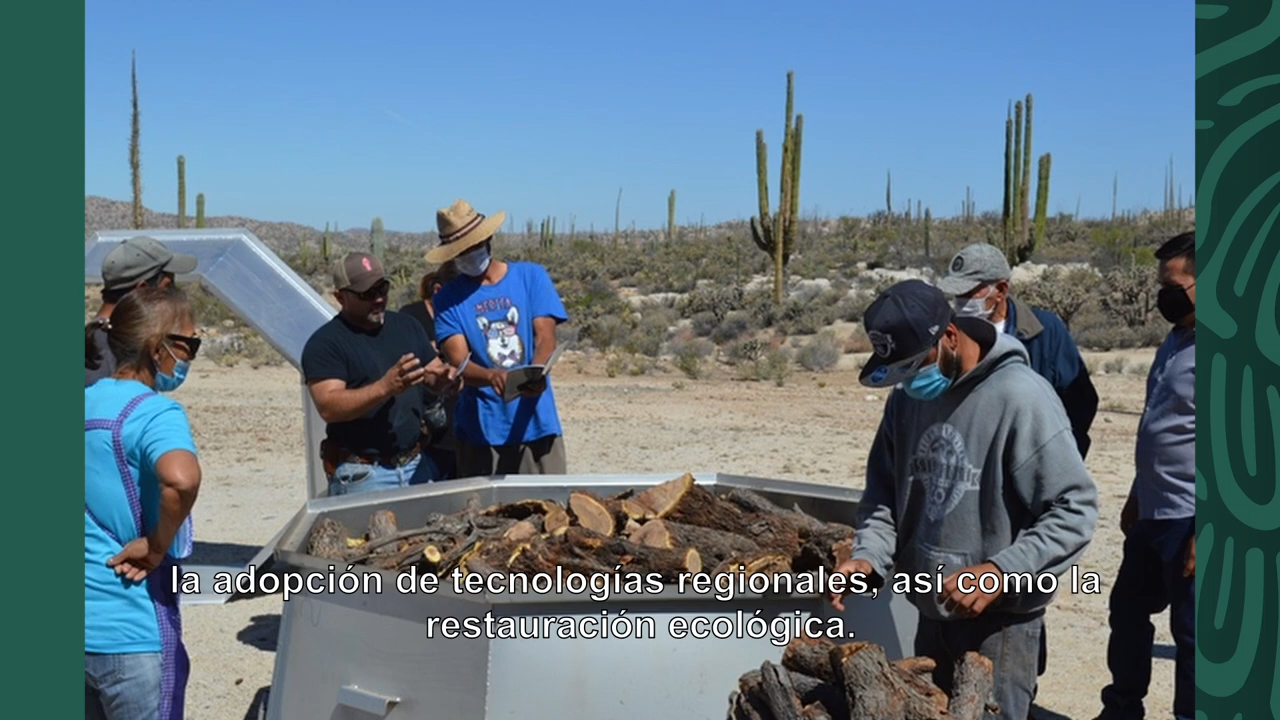 la adopción de tecnologías regionales, así como la
restauración ecológica.